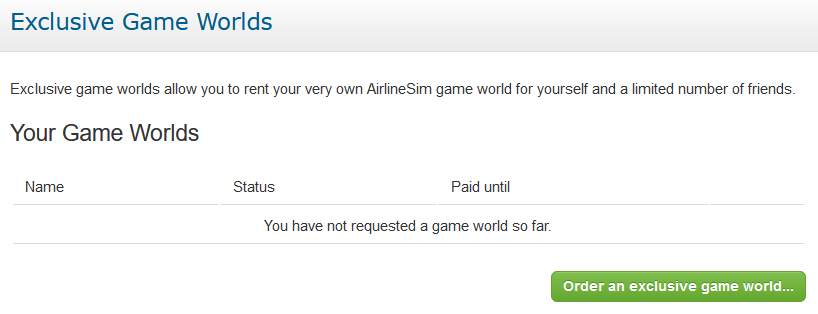 Exclusive Game Worlds
Exclusive game worlds allow you to rent your very own AirlineSim game world for yourself and a limited number of friends.
Your Game Worlds
Name Status Paid until
You have not requested a game world so far.
Order an exclusive game world...